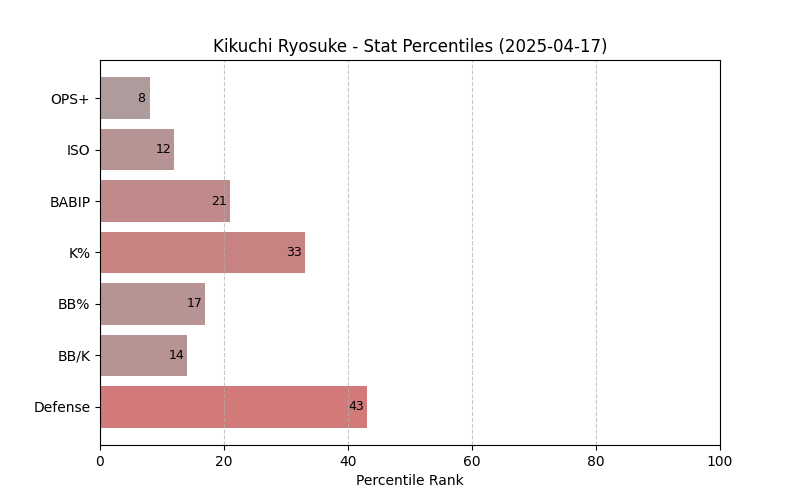 Kikuchi Ryosuke - Stat Percentiles (2025-04-17)
OPS+ 8
ISO 12
BABIP 21
K% 33
BB% 17
BB/K 14
Defense 43
0 20 40 60 80 100
Percentile Rank